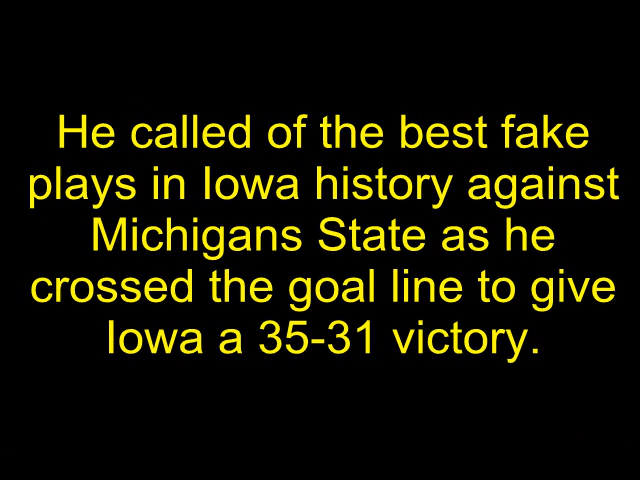 He called of the best fake
plays in Iowa history against
Michigans State as he
crossed the goal line to give
Iowa a 35-31 victory.